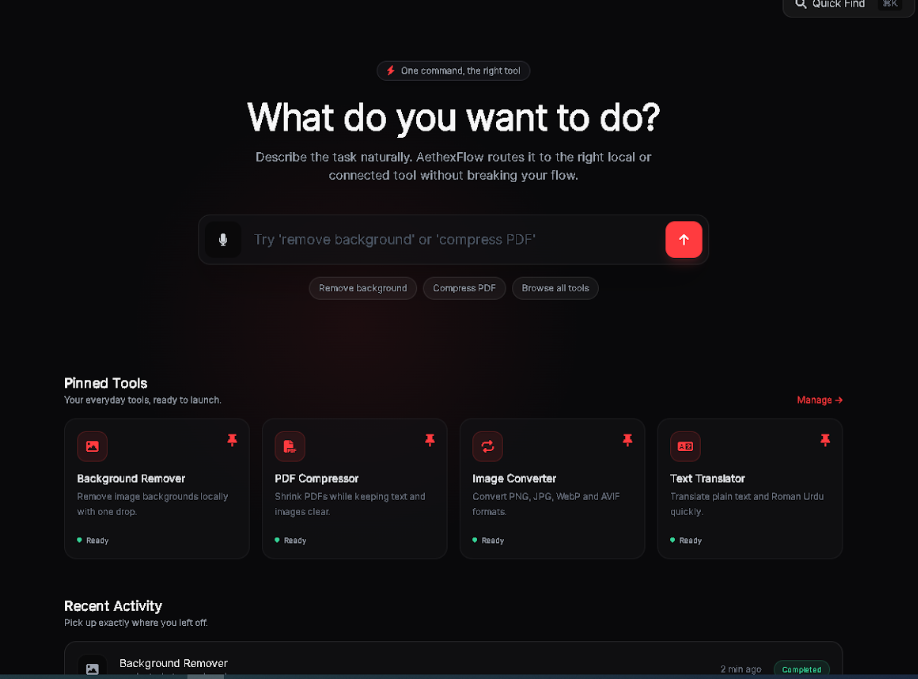 Quick Find ⌘K
One command, the right tool
What do you want to do?
Describe the task naturally. AethexFlow routes it to the right local or
connected tool without breaking your flow.
Try 'remove background' or 'compress PDF'
Remove background
Compress PDF
Browse all tools
Pinned Tools
Your everyday tools, ready to launch.
Manage →
Background Remover
Remove image backgrounds locally
with one drop.
Ready
PDF Compressor
Shrink PDFs while keeping text and
images clear.
Ready
Image Converter
Convert PNG, JPG, WebP and AVIF
formats.
Ready
Text Translator
Translate plain text and Roman Urdu
quickly.
Ready
Recent Activity
Pick up exactly where you left off.
Background Remover
2 min ago
Completed